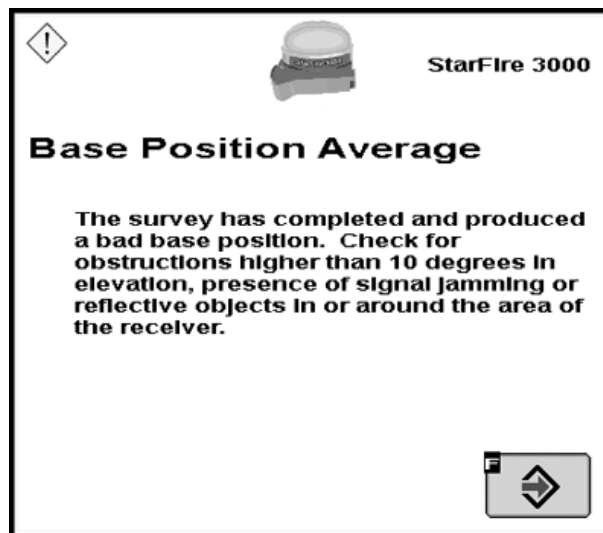 StarFire 3000
Base Position Average
The survey has completed and produced
a bad base position. Check for
obstructions higher than 10 degrees in
elevation, presence of signal jamming or
reflective objects in or around the area of
the receiver.
F